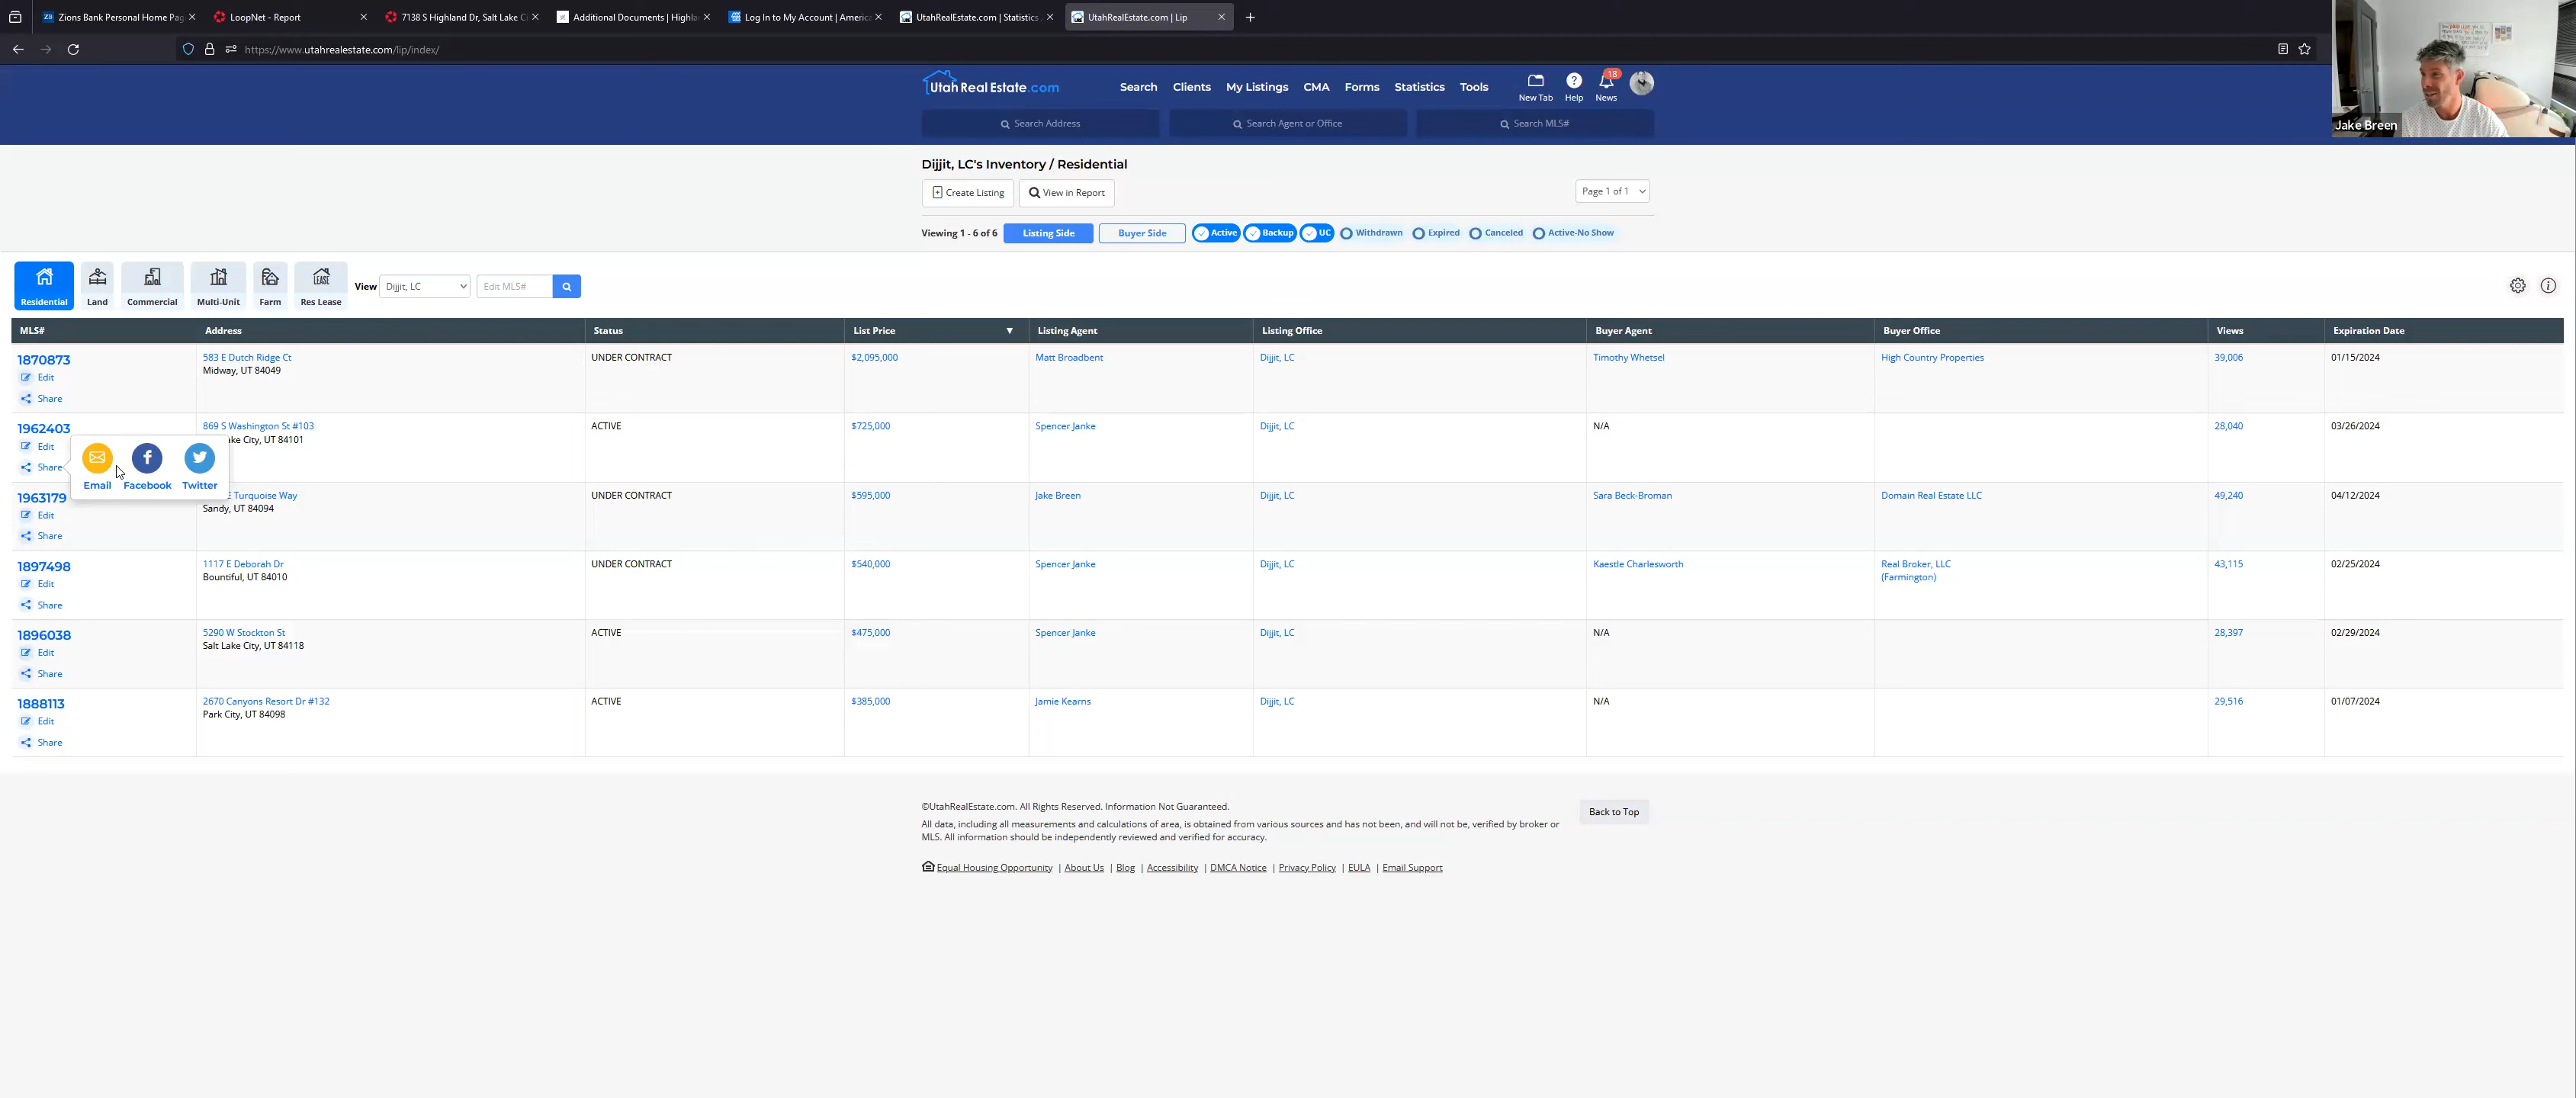 Zions Bank Personal Home Pag
LoopNet - Report
7138 S Highland Dr, Salt Lake Ci
Additional Documents | Highla
Log In to My Account | America
UtahRealEstate.com | Statistics
UtahRealEstate.com | Lip
https://www.utahrealestate.com/lip/index/
Utah Real Estate.com
Search Clients My Listings CMA Forms Statistics Tools
New Tab Help News 18
Search Address Search Agent or Office Search MLS#
Jake Breen
Dijjit, LC's Inventory / Residential
Create Listing View in Report Page 1 of 1
Viewing 1 - 6 of 6 Listing Side Buyer Side Active Backup UC Withdrawn Expired Canceled Active-No Show
Residential Land Commercial Multi-Unit Farm LEASE Res Lease View Dijjit, LC Edit MLS#
MLS# Address Status List Price Listing Agent Listing Office Buyer Agent Buyer Office Views Expiration Date
1870873 583 E Dutch Ridge Ct UNDER CONTRACT $2,095,000 Matt Broadbent Dijjit, LC Timothy Whetsel High Country Properties 39,006 01/15/2024
Midway, UT 84049
Edit
Share
1962403 869 S Washington St #103 ACTIVE $725,000 Spencer Janke Dijjit, LC N/A 28,040 03/26/2024
ake City, UT 84101
Edit
Share
Email Facebook Twitter
1963179 E Turquoise Way UNDER CONTRACT $595,000 Jake Breen Dijjit, LC Sara Beck-Broman Domain Real Estate LLC 49,240 04/12/2024
Sandy, UT 84094
Edit
Share
1897498 1117 E Deborah Dr UNDER CONTRACT $540,000 Spencer Janke Dijjit, LC Kaestle Charlesworth Real Broker, LLC 43,115 02/25/2024
Bountiful, UT 84010 (Farmington)
Edit
Share
1896038 5290 W Stockton St ACTIVE $475,000 Spencer Janke Dijjit, LC N/A 28,397 02/29/2024
Salt Lake City, UT 84118
Edit
Share
1888113 2670 Canyons Resort Dr #132 ACTIVE $385,000 Jamie Kearns Dijjit, LC N/A 29,516 01/07/2024
Park City, UT 84098
Edit
Share
©UtahRealEstate.com. All Rights Reserved. Information Not Guaranteed.
Back to Top
All data, including all measurements and calculations of area, is obtained from various sources and has not been, and will not be, verified by broker or
MLS. All information should be independently reviewed and verified for accuracy.
Equal Housing Opportunity | About Us | Blog | Accessibility | DMCA Notice | Privacy Policy | EULA | Email Support